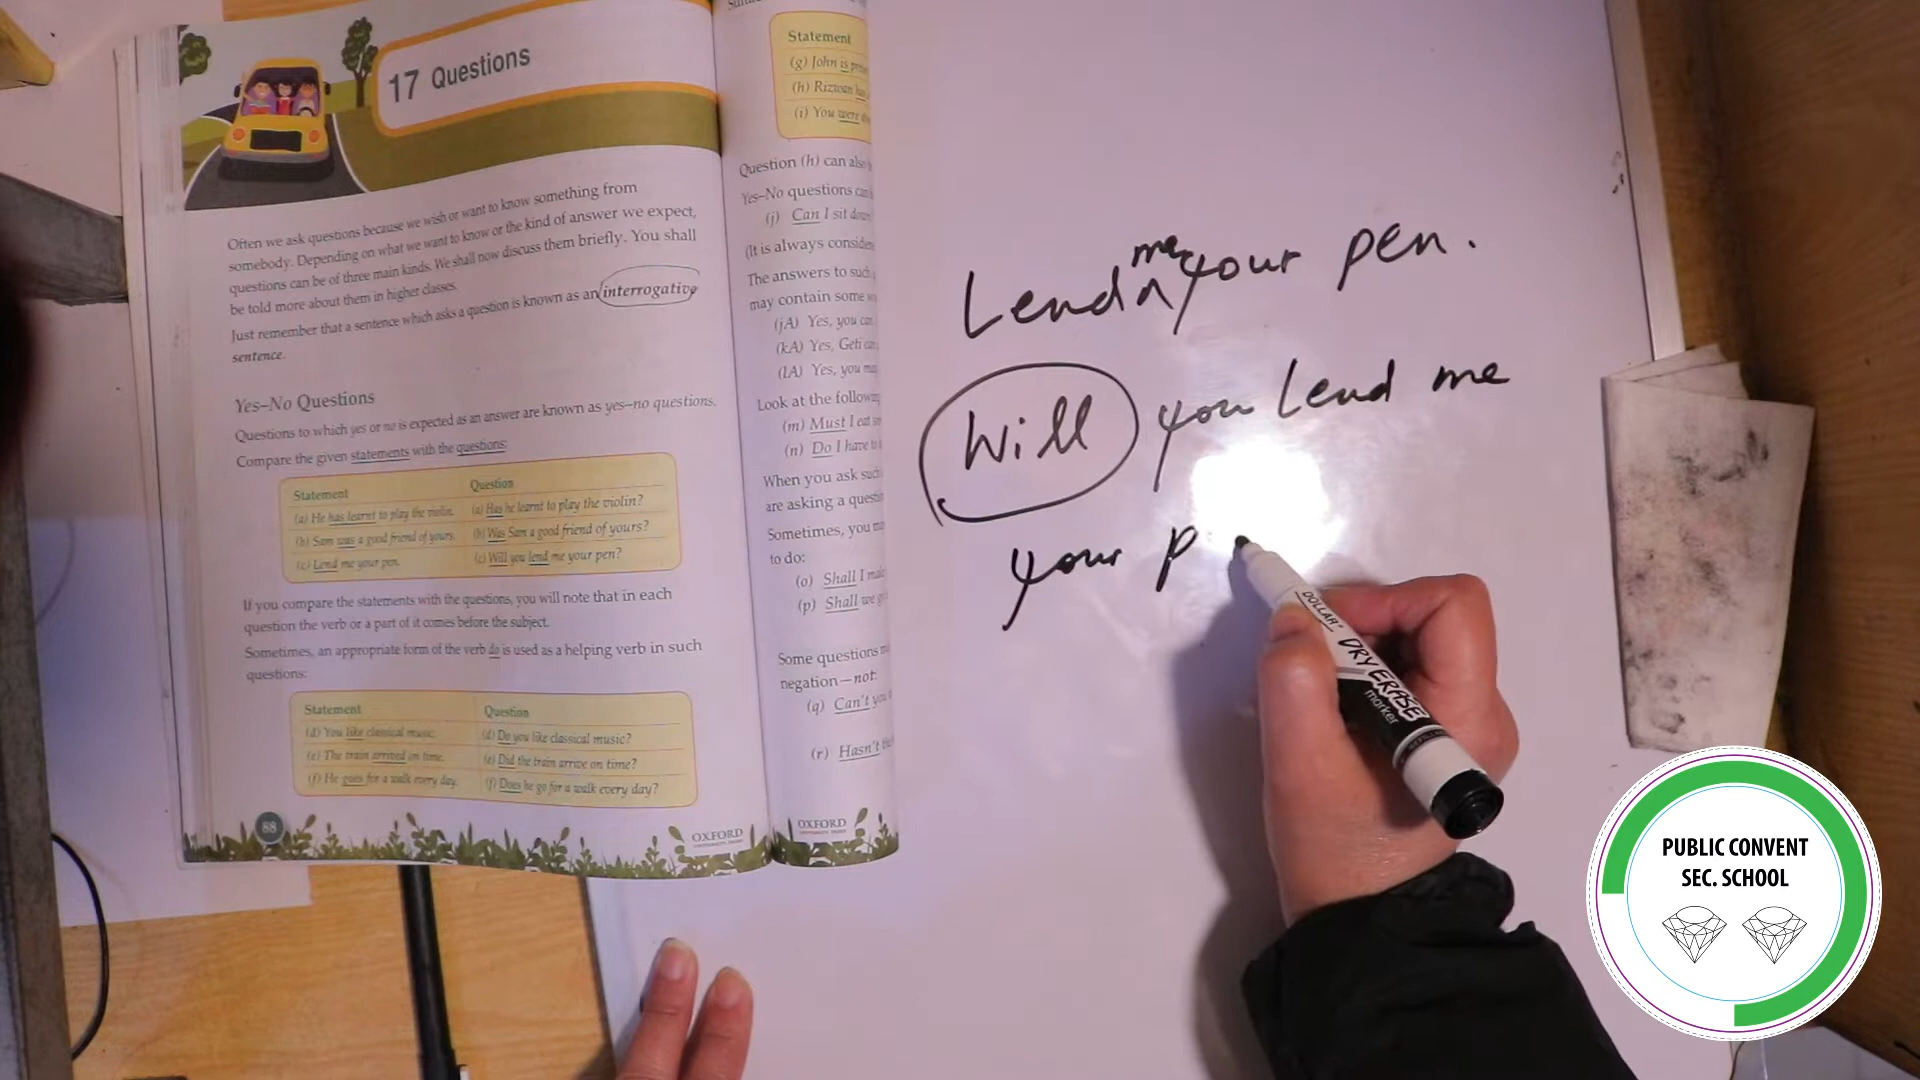 17 Questions
Often we ask questions because we wish or want to know something from
somebody. Depending on what we want to know or the kind of answer we expect,
questions can be of three main kinds. We shall now discuss them briefly. You shall
be told more about them in higher classes.
Just remember that a sentence which asks a question is known as an interrogative
sentence.
Yes–No Questions
Questions to which yes or no is expected as an answer are known as yes–no questions.
Compare the given statements with the questions:
Statement Question
(a) He has learnt to play the violin. (a) Has he learnt to play the violin?
(b) Sam was a good friend of yours. (b) Was Sam a good friend of yours?
(c) Lend me your pen. (c) Will you lend me your pen?
If you compare the statements with the questions, you will note that in each
question the verb or a part of it comes before the subject.
Sometimes, an appropriate form of the verb do is used as a helping verb in such
questions:
Statement Question
(d) You like classical music. (d) Do you like classical music?
(e) The train arrived on time. (e) Did the train arrive on time?
(f) He goes for a walk every day. (f) Does he go for a walk every day?
88
OXFORD
UNIVERSITY PRESS
Statement
(g) John is
(h) Rizwan
(i) You were
Question (h) can also
Yes–No questions can
(j) Can I sit down
(It is always
The answers to such
may contain some
(jA) Yes, you can
(kA) Yes, Geti can
(lA) Yes, you may
Look at the following
(m) Must I eat
(n) Do I have to
When you ask such
are asking a question
Sometimes, you
to do:
(o) Shall I
(p) Shall we
Some questions
negation—not:
(q) Can't you
(r) Hasn't
OXFORD
Lend me your pen.
Will you lend me
your p
DOLLAR
DRY ERASE
marker
PUBLIC CONVENT
SEC. SCHOOL